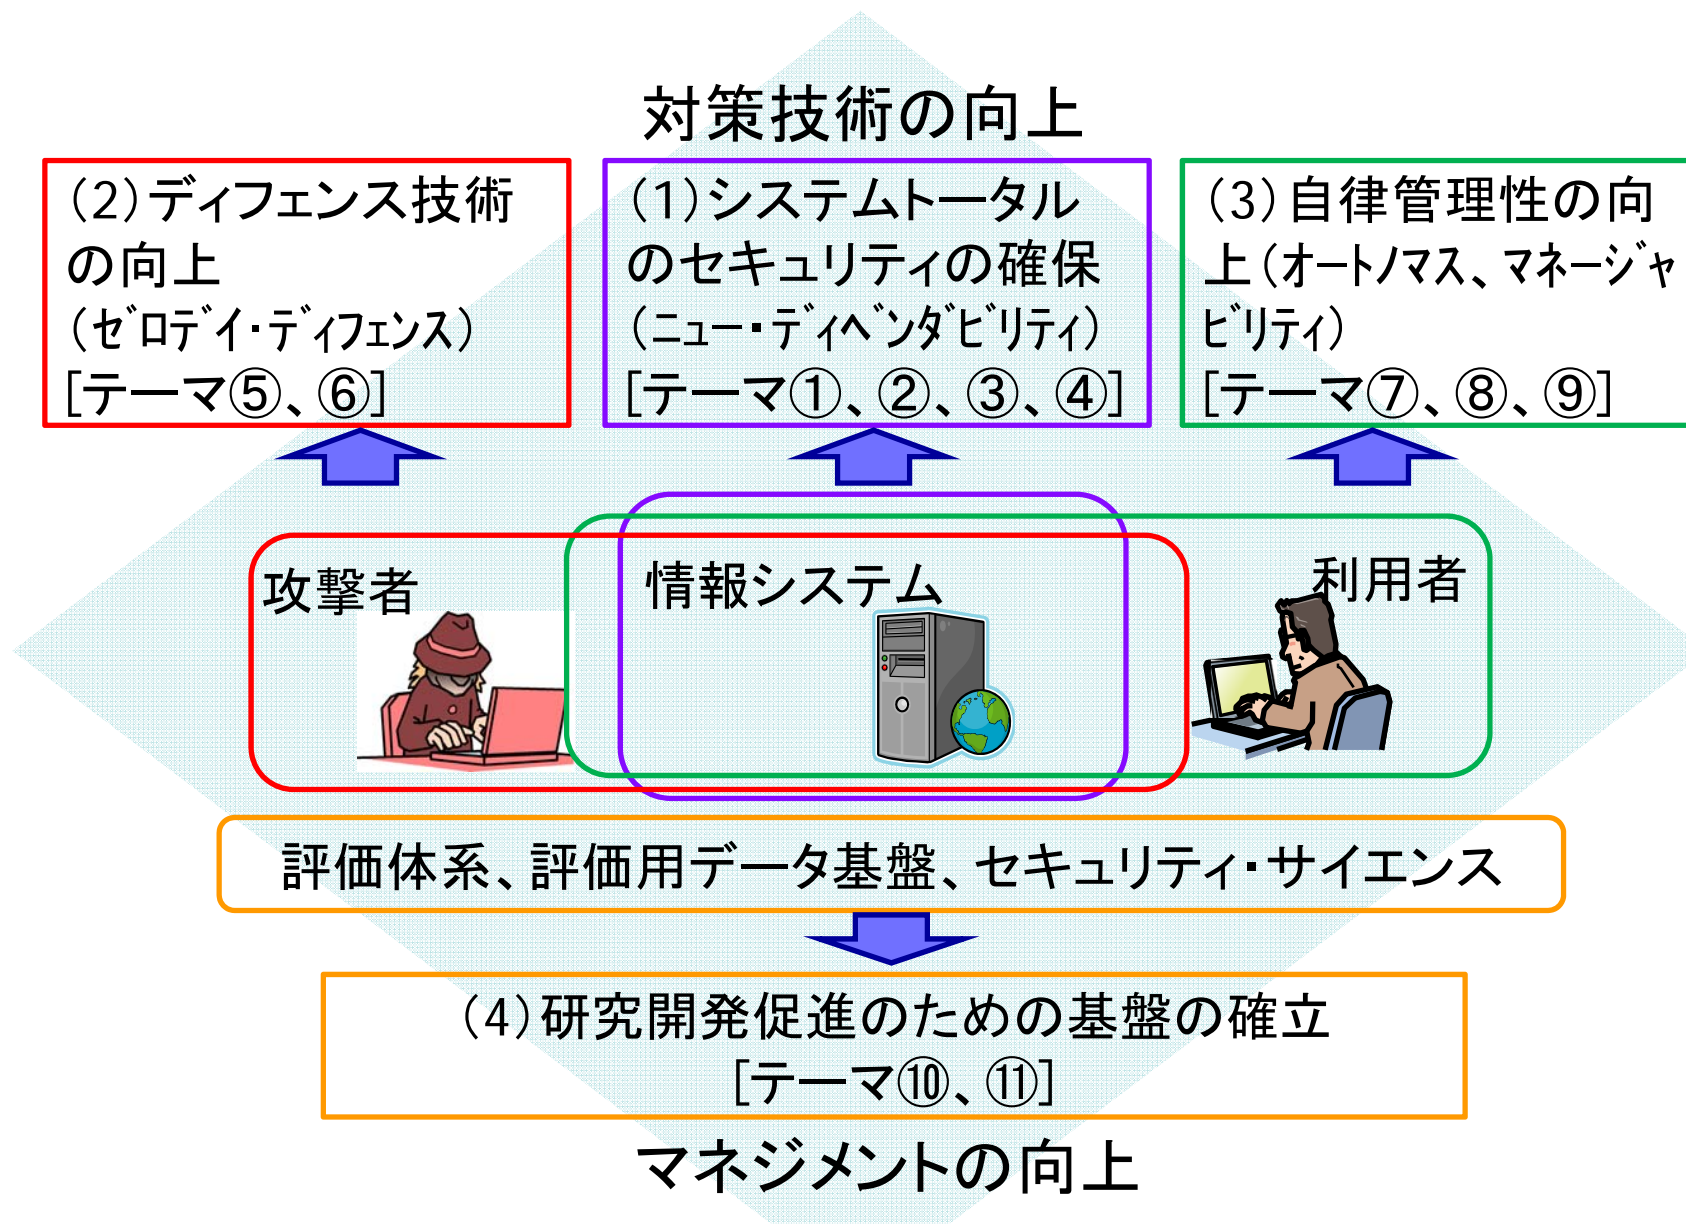 対策技術の向上
(2)ディフェンス技術
の向上
(ｾﾞﾛﾃﾞｲ・ﾃﾞｨﾌｪﾝｽ)
[テーマ⑤、⑥]
(1)システムトータル
のセキュリティの確保
(ﾆｭｰ・ﾃﾞｨﾍﾟﾝﾀﾞﾋﾞﾘﾃｨ)
[テーマ①、②、③、④]
(3)自律管理性の向
上(ｵｰﾄﾉﾏｽ、ﾏﾈｰｼﾞｬ
ﾋﾞﾘﾃｨ)
[テーマ⑦、⑧、⑨]
攻撃者
情報システム
利用者
評価体系、評価用データ基盤、セキュリティ・サイエンス
(4)研究開発促進のための基盤の確立
[テーマ⑩、⑪]
マネジメントの向上